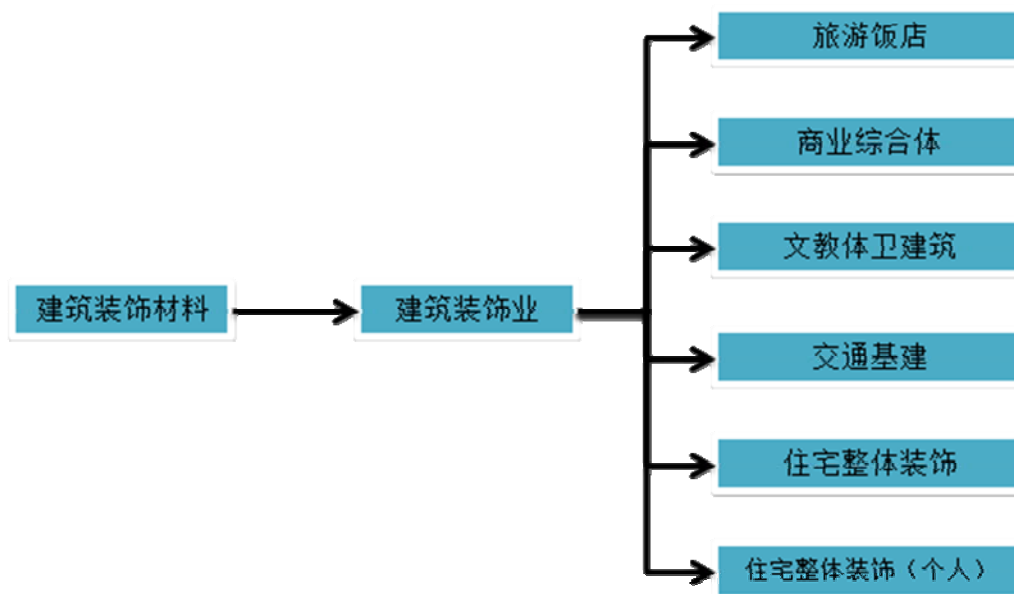 旅游饭店
商业综合体
文教体卫建筑
建筑装饰材料
建筑装饰业
交通基建
住宅整体装饰
住宅整体装饰（个人）